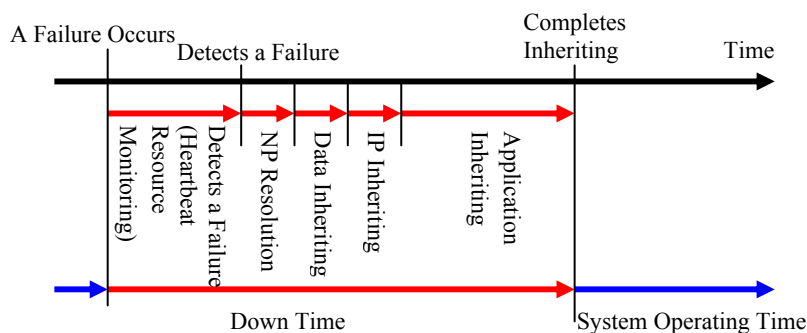 A Failure Occurs
Detects a Failure
Completes
Inheriting
Time
Detects a Failure
(Heartbeat
Resource
Monitoring)
NP Resolution
Data Inheriting
IP Inheriting
Application
Inheriting
Down Time
System Operating Time